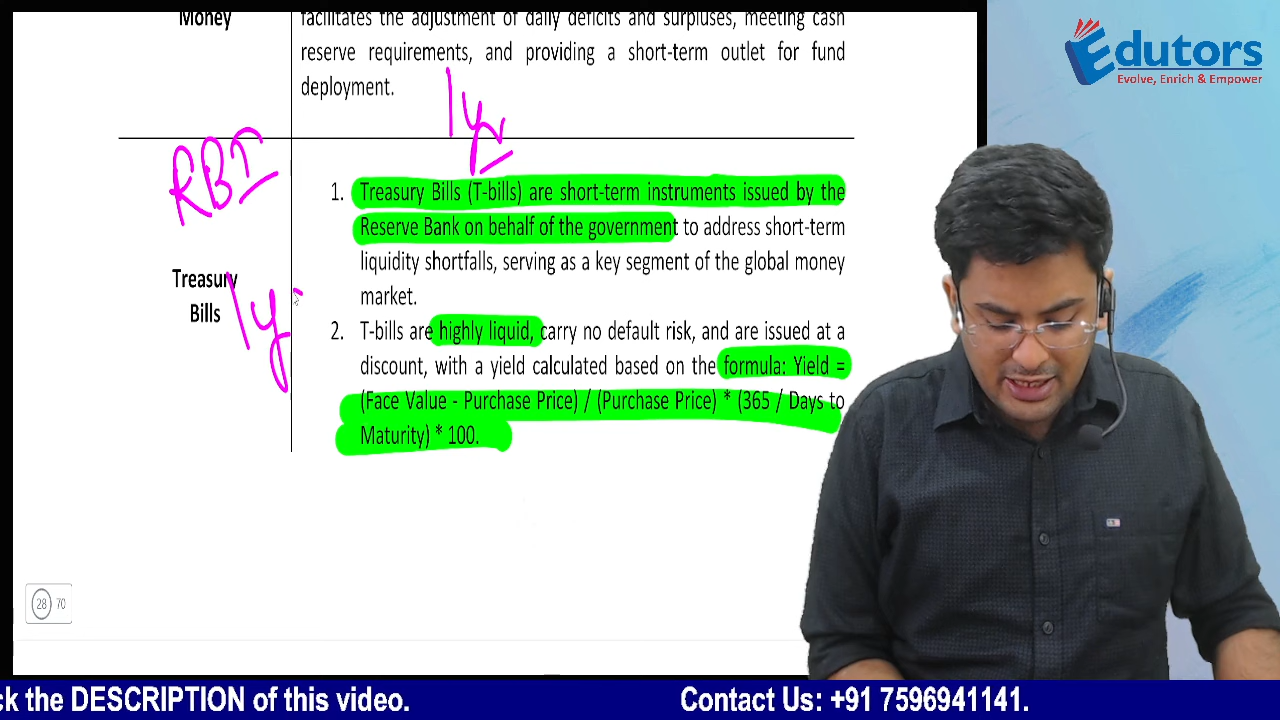 Money
facilitates the adjustment of daily deficits and surpluses, meeting cash
reserve requirements, and providing a short-term outlet for fund
deployment.
Edutors
Evolve, Enrich & Empower
1yr
RBI
1. Treasury Bills (T-bills) are short-term instruments issued by the
Reserve Bank on behalf of the government to address short-term
liquidity shortfalls, serving as a key segment of the global money
market.
Treasury
Bills
1y
2. T-bills are highly liquid, carry no default risk, and are issued at a
discount, with a yield calculated based on the formula: Yield =
(Face Value - Purchase Price) / (Purchase Price) * (365 / Days to
Maturity) * 100.
28 70
ck the DESCRIPTION of this video.
Contact Us: +91 7596941141.